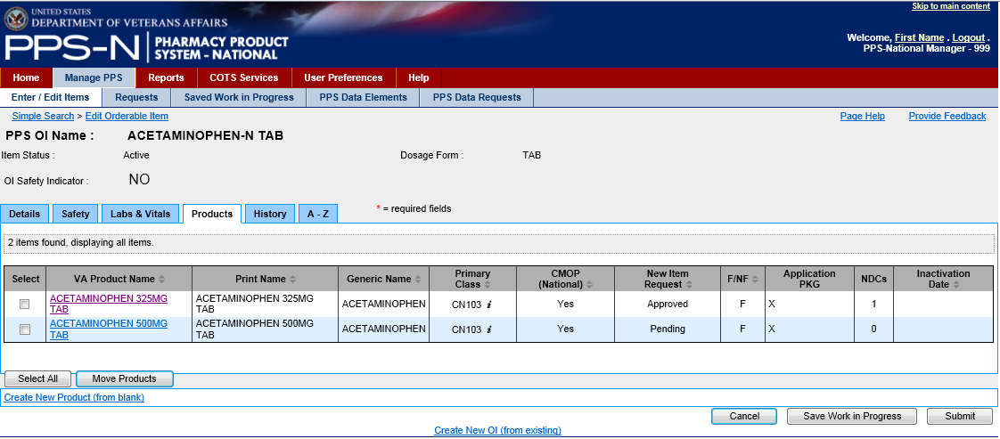 Skip to main content
UNITED STATES
DEPARTMENT OF VETERANS AFFAIRS
PPS-N PHARMACY PRODUCT
SYSTEM - NATIONAL
Welcome, First Name . Logout .
PPS-National Manager - 999
Home Manage PPS Reports COTS Services User Preferences Help
Enter / Edit Items Requests Saved Work in Progress PPS Data Elements PPS Data Requests
Simple Search > Edit Orderable Item Page Help Provide Feedback
PPS OI Name : ACETAMINOPHEN-N TAB
Item Status : Active Dosage Form : TAB
OI Safety Indicator : NO
* = required fields
Details Safety Labs & Vitals Products History A - Z
2 items found, displaying all items.
Select VA Product Name Print Name Generic Name Primary Class CMOP (National) New Item Request F/NF Application PKG NDCs Inactivation Date
ACETAMINOPHEN 325MG TAB ACETAMINOPHEN 325MG TAB ACETAMINOPHEN CN103 i Yes Approved F X 1
ACETAMINOPHEN 500MG TAB ACETAMINOPHEN 500MG TAB ACETAMINOPHEN CN103 i Yes Pending F X 0
Select All Move Products
Create New Product (from blank)
Cancel Save Work in Progress Submit
Create New OI (from existing)